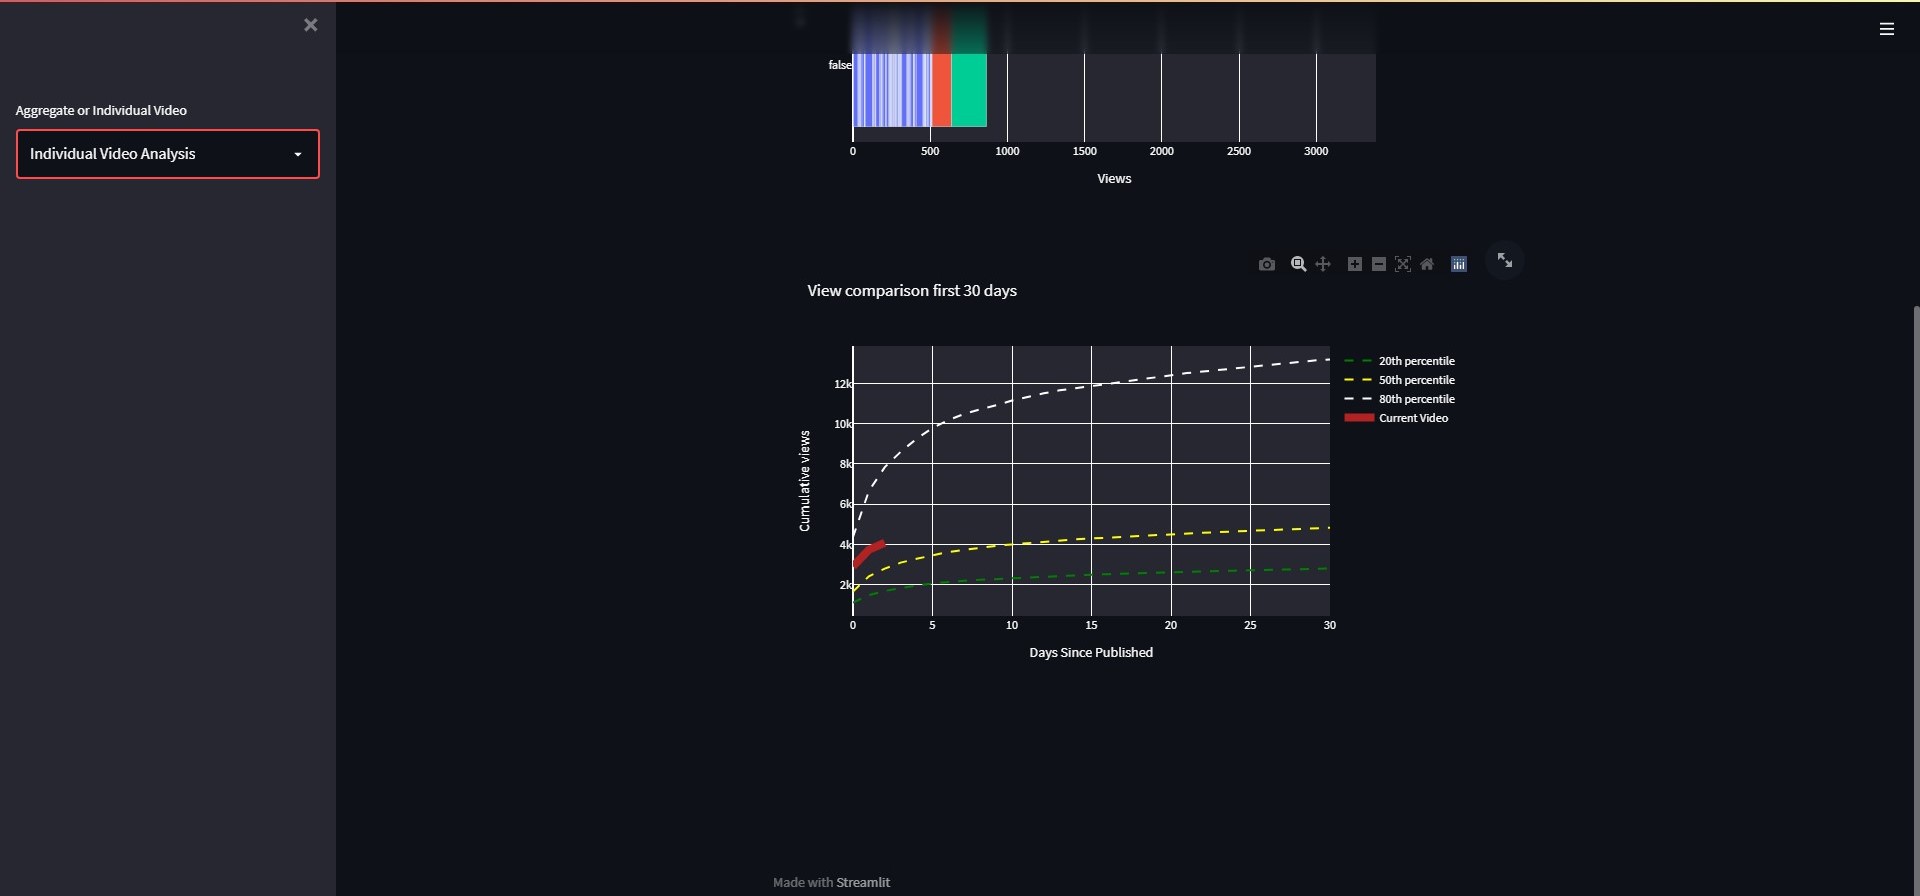 Aggregate or Individual Video
Individual Video Analysis
false
0 500 1000 1500 2000 2500 3000
Views
View comparison first 30 days
20th percentile
50th percentile
80th percentile
Current Video
12k
10k
8k
6k
4k
2k
Cumulative views
0 5 10 15 20 25 30
Days Since Published
Made with Streamlit